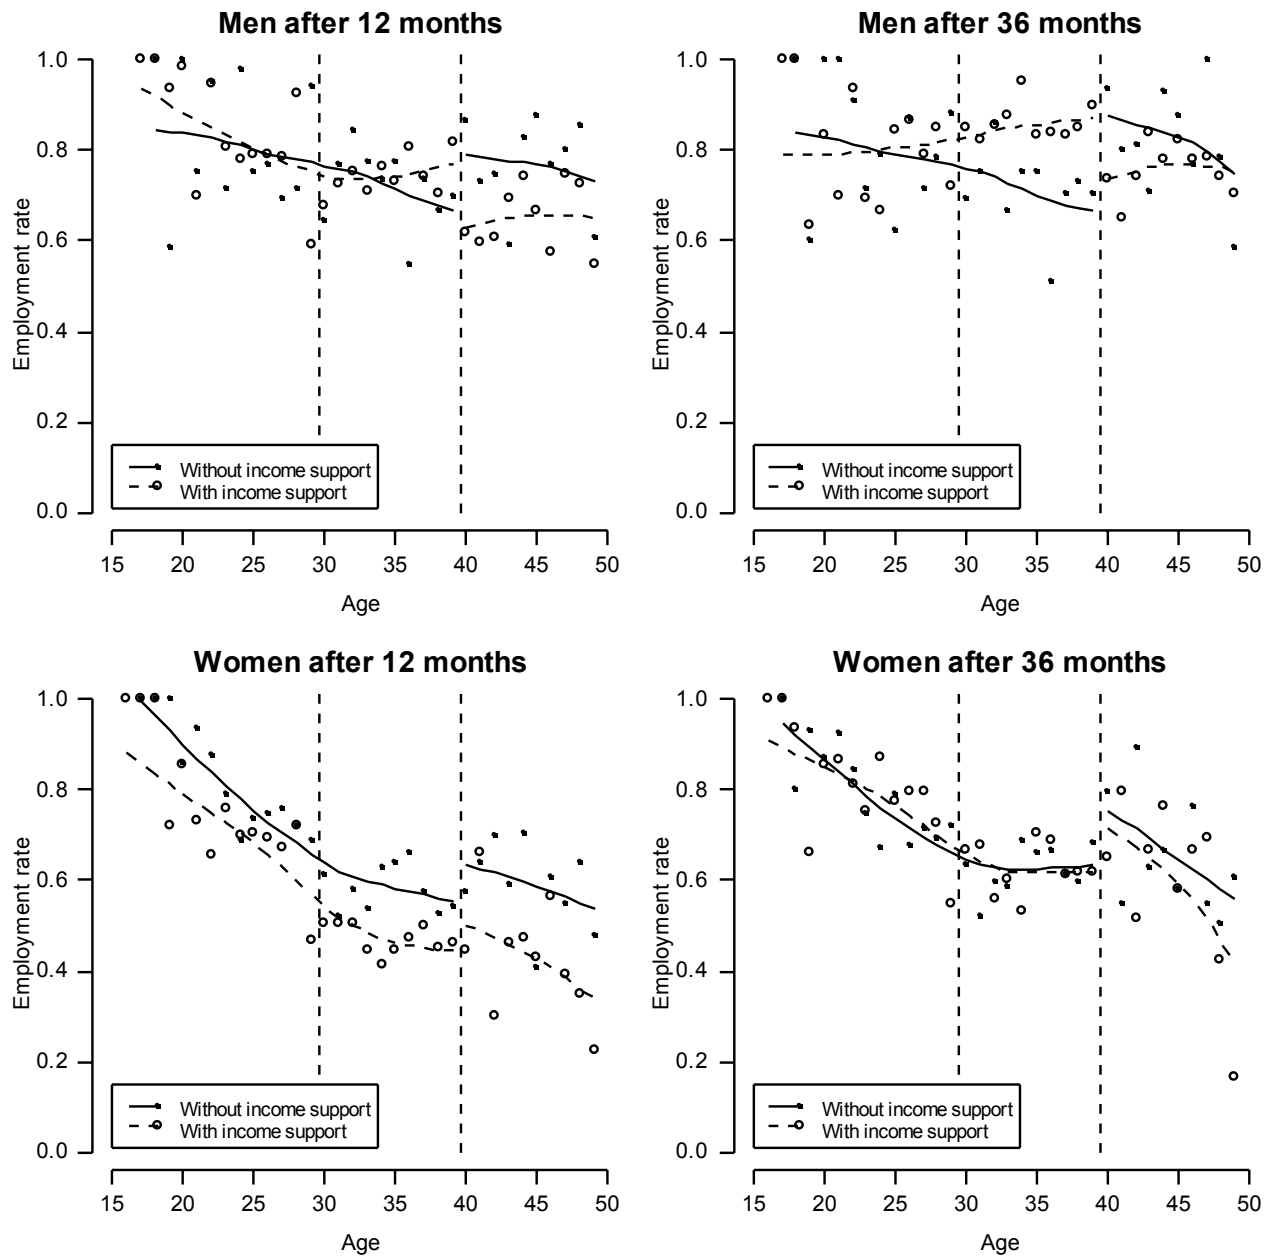 Men after 12 months
Employment rate
1.0
0.8
0.6
0.4
0.2
0.0
Without income support
With income support
15 20 25 30 35 40 45 50
Age
Men after 36 months
Employment rate
1.0
0.8
0.6
0.4
0.2
0.0
Without income support
With income support
15 20 25 30 35 40 45 50
Age
Women after 12 months
Employment rate
1.0
0.8
0.6
0.4
0.2
0.0
Without income support
With income support
15 20 25 30 35 40 45 50
Age
Women after 36 months
Employment rate
1.0
0.8
0.6
0.4
0.2
0.0
Without income support
With income support
15 20 25 30 35 40 45 50
Age